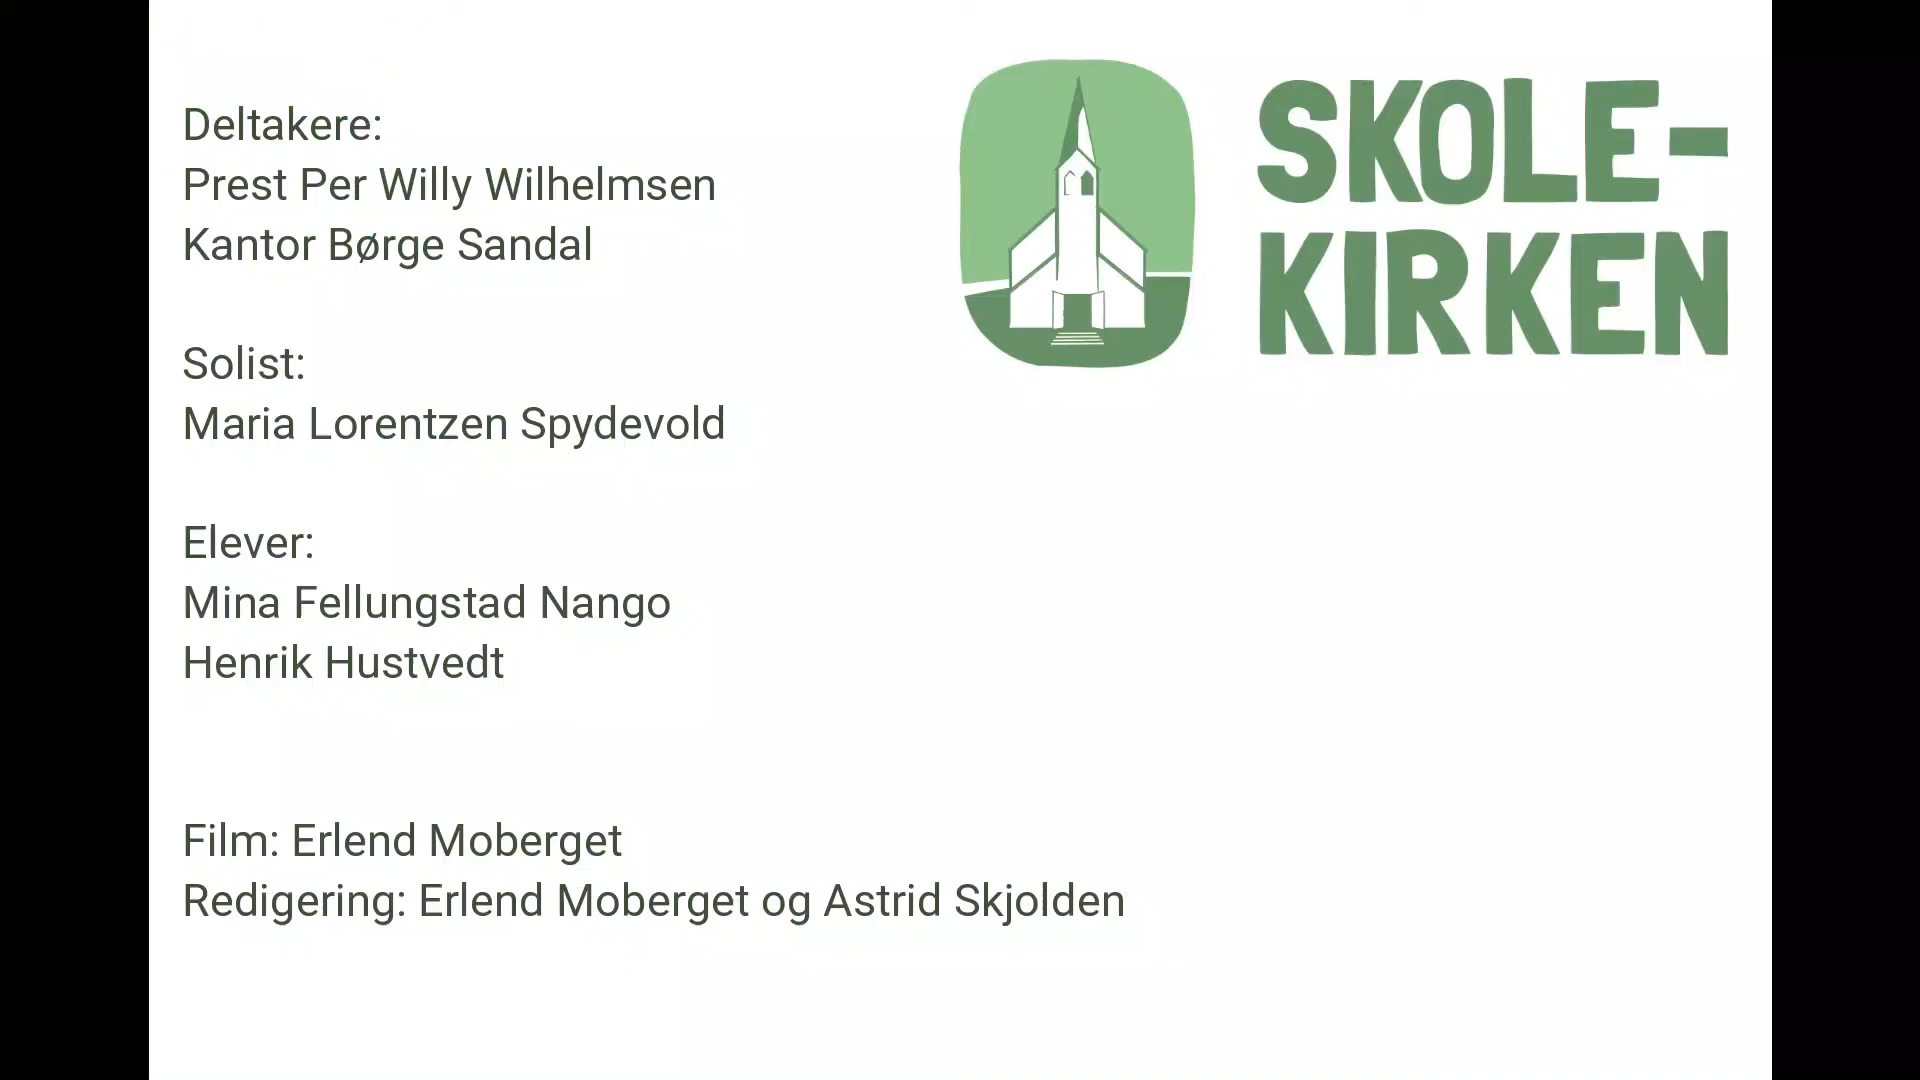 Deltakere:
Prest Per Willy Wilhelmsen
Kantor Børge Sandal
Solist:
Maria Lorentzen Spydevold
Elever:
Mina Fellungstad Nango
Henrik Hustvedt
Film: Erlend Moberget
Redigering: Erlend Moberget og Astrid Skjolden
SKOLE-
KIRKEN